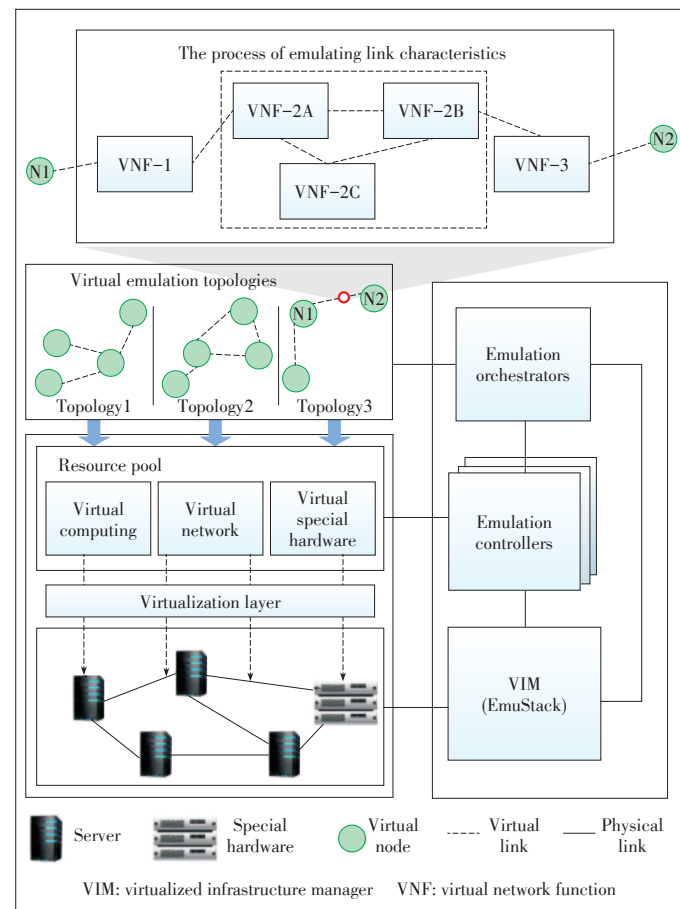 The process of emulating link characteristics
VNF-2A
VNF-2B
N1
VNF-1
VNF-3
N2
VNF-2C
Virtual emulation topologies
N1
N2
Topology1
Topology2
Topology3
Emulation
orchestrators
Resource pool
Virtual
computing
Virtual
network
Virtual
special
hardware
Emulation
controllers
Virtualization layer
VIM
(EmuStack)
Server
Special
hardware
Virtual
node
Virtual
link
Physical
link
VIM: virtualized infrastructure manager VNF: virtual network function